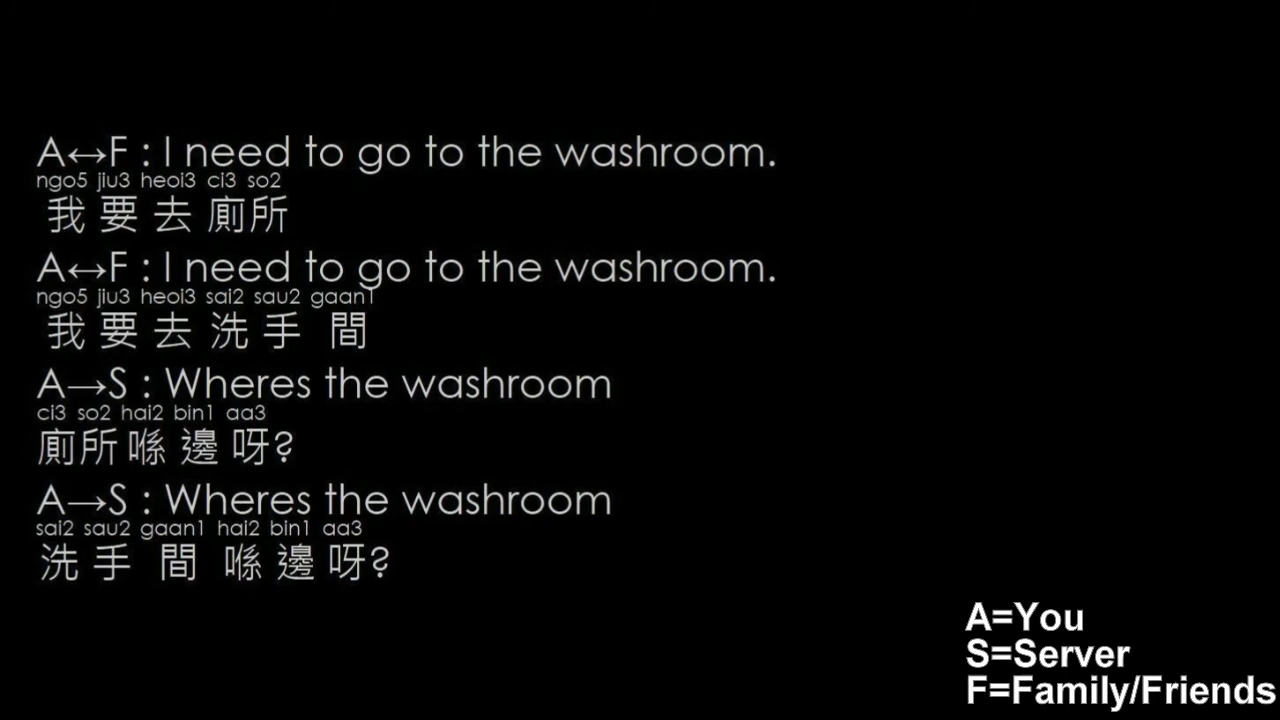 A↔F : I need to go to the washroom.
ngo5 jiu3 heoi3 ci3 so2
我 要 去 廁所
A↔F : I need to go to the washroom.
ngo5 jiu3 heoi3 sai2 sau2 gaan1
我 要 去 洗 手 間
A→S : Wheres the washroom
ci3 so2 hai2 bin1 aa3
廁所 喺 邊 呀?
A→S : Wheres the washroom
sai2 sau2 gaan1 hai2 bin1 aa3
洗 手 間 喺 邊 呀?
A=You
S=Server
F=Family/Friends